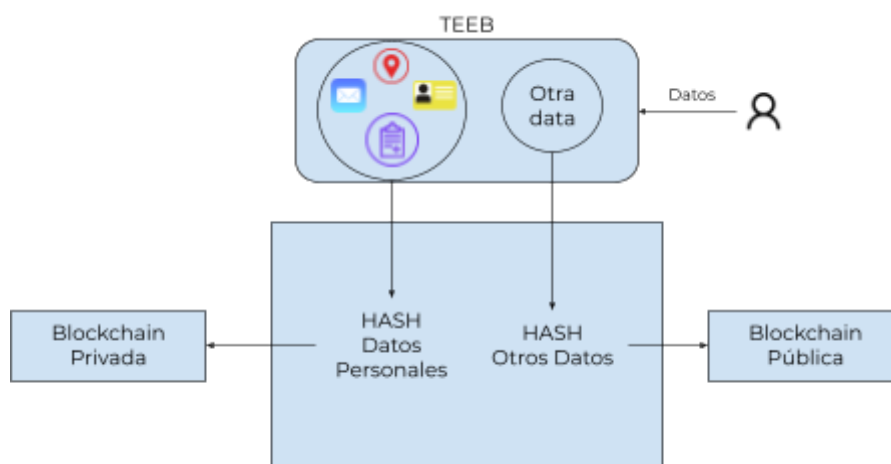 TEEB
Otra
data
Datos
HASH
Datos
Personales
HASH
Otros Datos
Blockchain
Privada
Blockchain
Pública